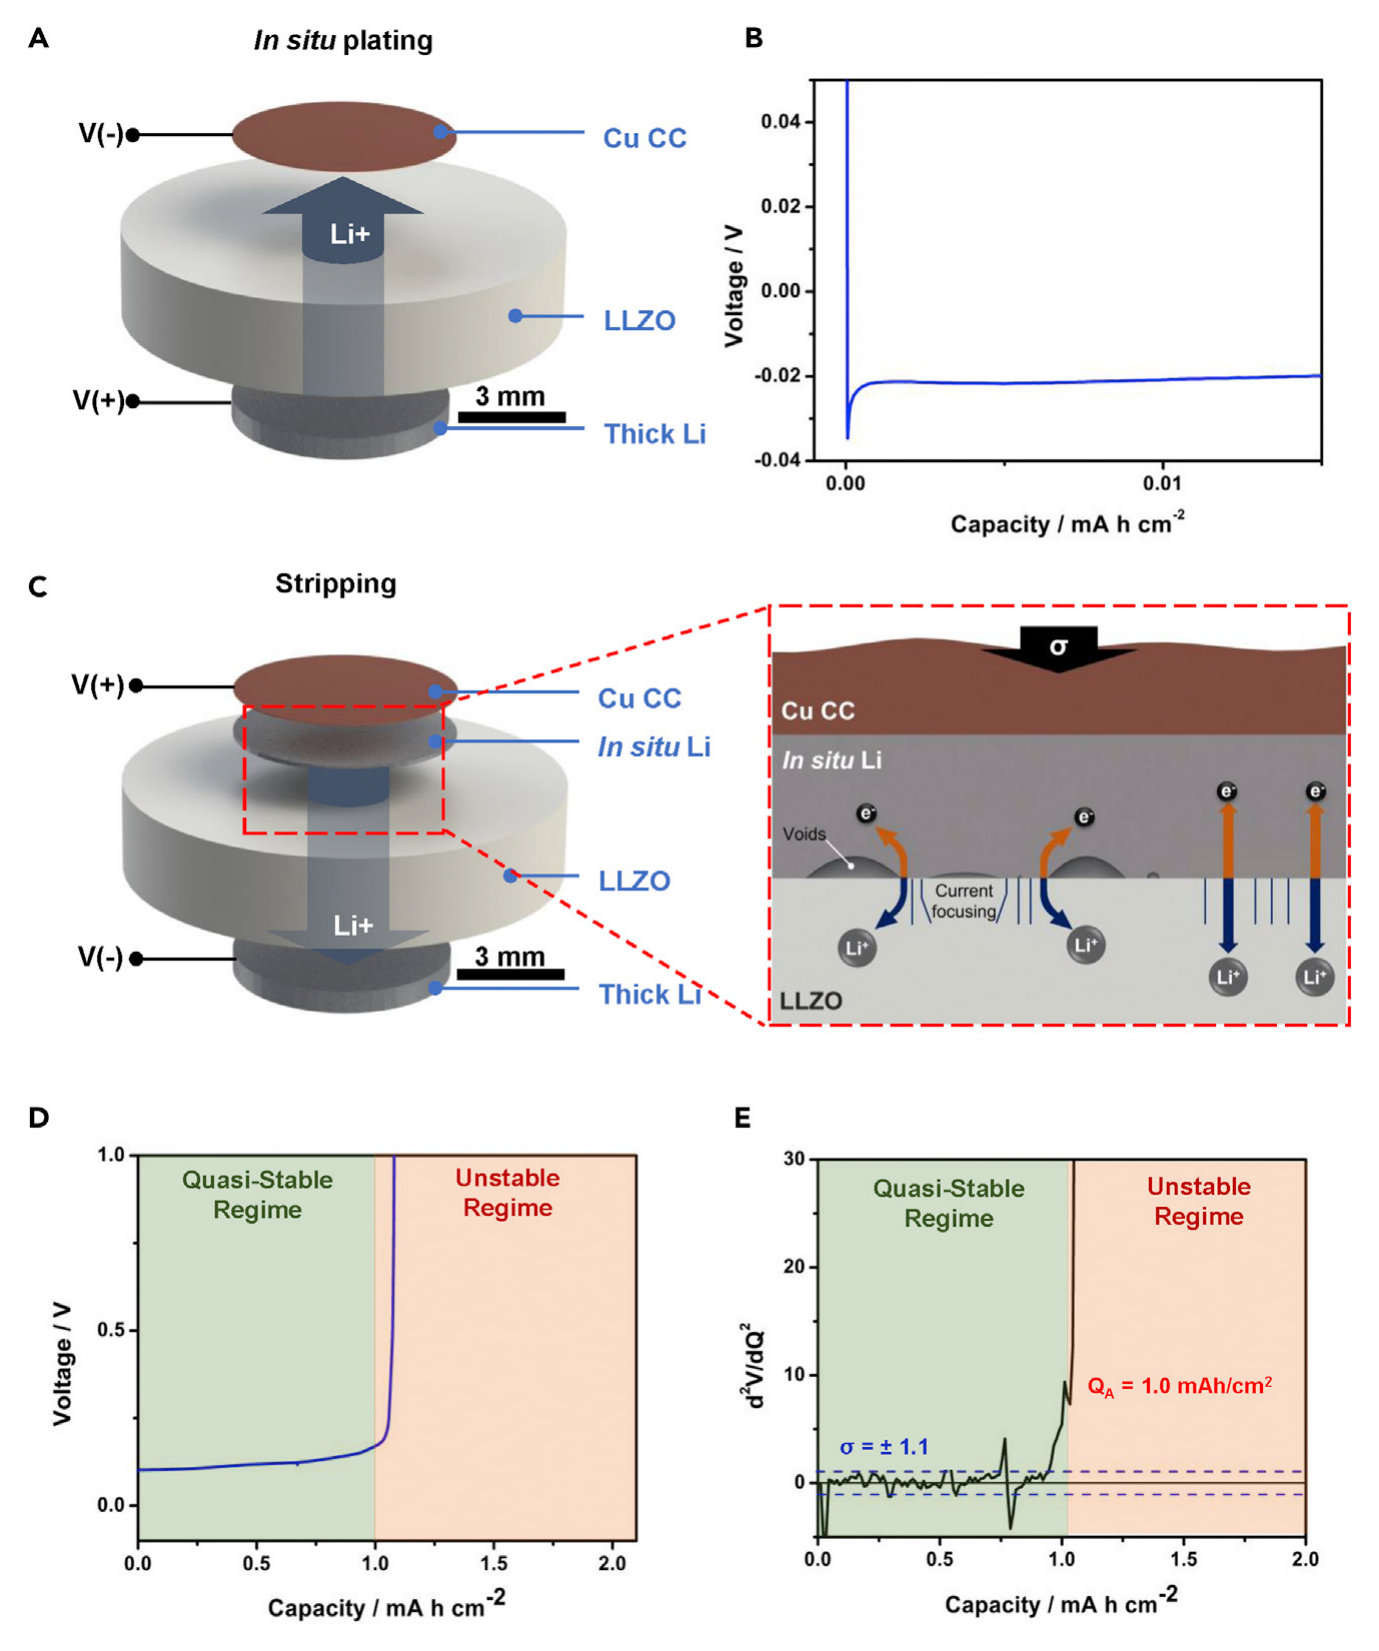 A
In situ plating
V(-)
Cu CC
Li+
LLZO
V(+)
3 mm
Thick Li
B
0.04
0.02
0.00
-0.02
-0.04
Voltage / V
0.00
0.01
Capacity / mA h cm-2
C
Stripping
V(+)
Cu CC
In situ Li
LLZO
Li+
V(-)
3 mm
Thick Li
σ
Cu CC
In situ Li
e-
e-
e-
e-
Voids
Current
focusing
Li+
Li+
Li+
Li+
LLZO
D
1.0
0.5
0.0
Voltage / V
Quasi-Stable
Regime
Unstable
Regime
0.0
0.5
1.0
1.5
2.0
Capacity / mA h cm-2
E
30
20
10
0
d2V/dQ2
Quasi-Stable
Regime
Unstable
Regime
QA = 1.0 mAh/cm2
σ = ± 1.1
0.0
0.5
1.0
1.5
2.0
Capacity / mA h cm-2